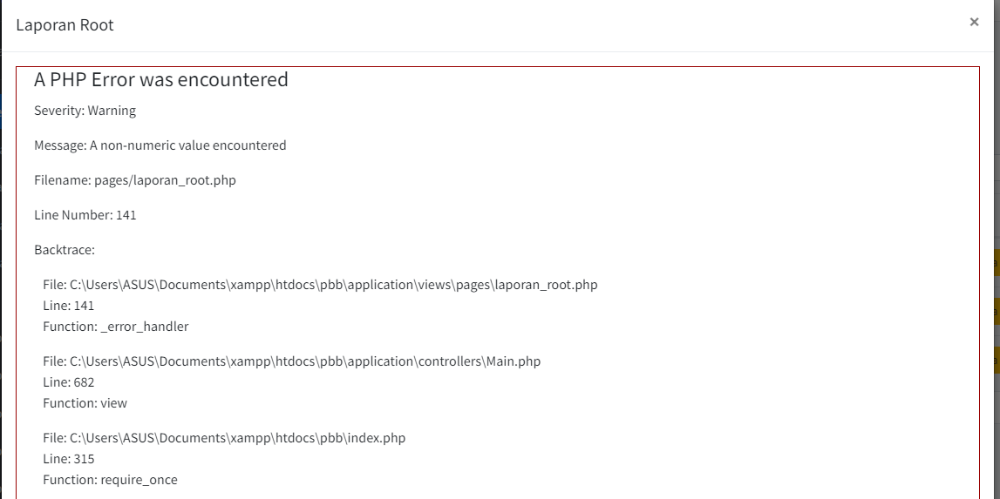 Laporan Root
×
A PHP Error was encountered
Severity: Warning
Message: A non-numeric value encountered
Filename: pages/laporan_root.php
Line Number: 141
Backtrace:
File: C:\Users\ASUS\Documents\xampp\htdocs\pbb\application\views\pages\laporan_root.php
Line: 141
Function: _error_handler
File: C:\Users\ASUS\Documents\xampp\htdocs\pbb\application\controllers\Main.php
Line: 682
Function: view
File: C:\Users\ASUS\Documents\xampp\htdocs\pbb\index.php
Line: 315
Function: require_once